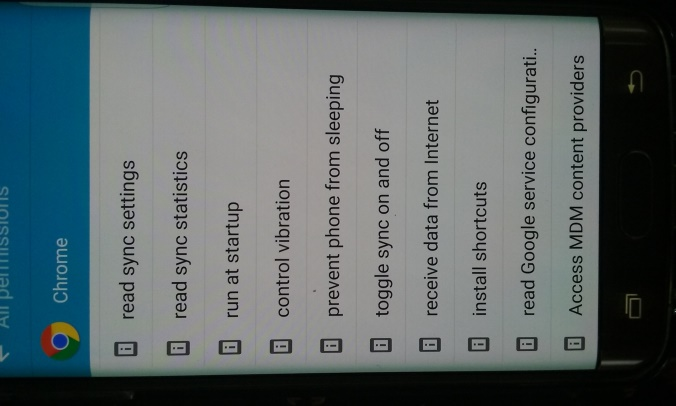 All permissions
Chrome
read sync settings
read sync statistics
run at startup
control vibration
prevent phone from sleeping
toggle sync on and off
receive data from Internet
install shortcuts
read Google service configurati..
Access MDM content providers